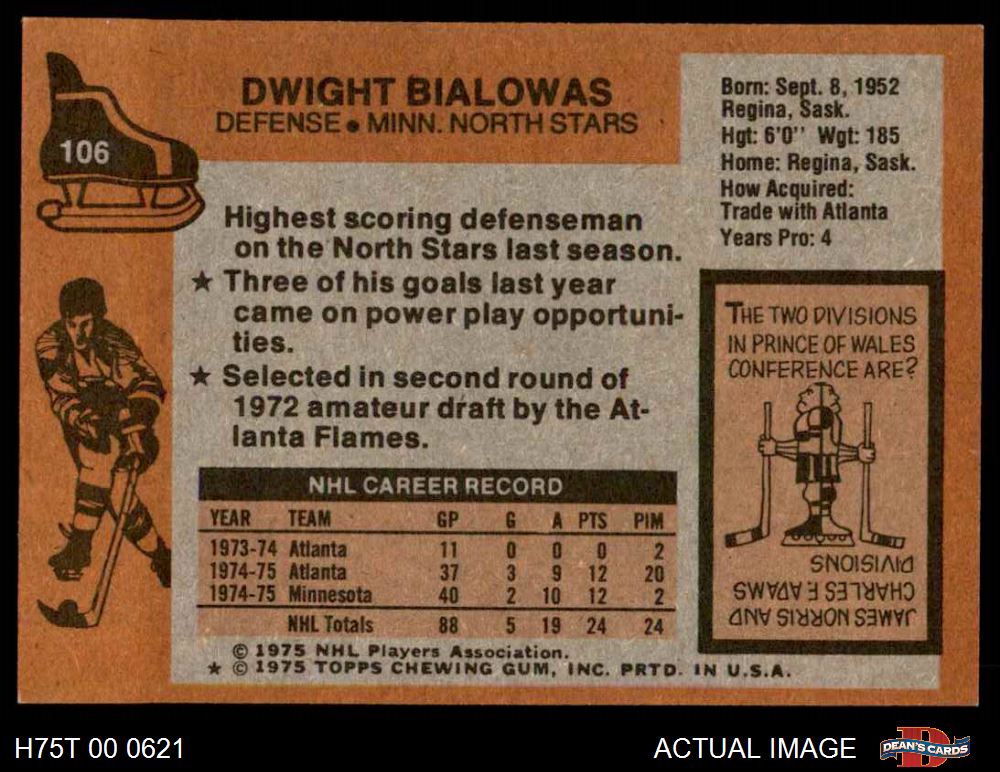 106
DWIGHT BIALOWAS
DEFENSE • MINN. NORTH STARS
Born: Sept. 8, 1952
Regina, Sask.
Hgt: 6'0" Wgt: 185
Home: Regina, Sask.
How Acquired:
Trade with Atlanta
Years Pro: 4
Highest scoring defenseman
on the North Stars last season.
★ Three of his goals last year
came on power play opportuni-
ties.
★ Selected in second round of
1972 amateur draft by the At-
lanta Flames.
NHL CAREER RECORD
YEAR TEAM GP G A PTS PIM
1973-74 Atlanta 11 0 0 0 2
1974-75 Atlanta 37 3 9 12 20
1974-75 Minnesota 40 2 10 12 2
NHL Totals 88 5 19 24 24
© 1975 NHL Players Association.
★ © 1975 TOPPS CHEWING GUM, INC. PRTD. IN U.S.A.
THE TWO DIVISIONS
IN PRINCE OF WALES
CONFERENCE ARE?
JAMES NORRIS AND
CHARLES F. ADAMS
DIVISIONS
H75T 00 0621
ACTUAL IMAGE
D
DEAN'S CARDS